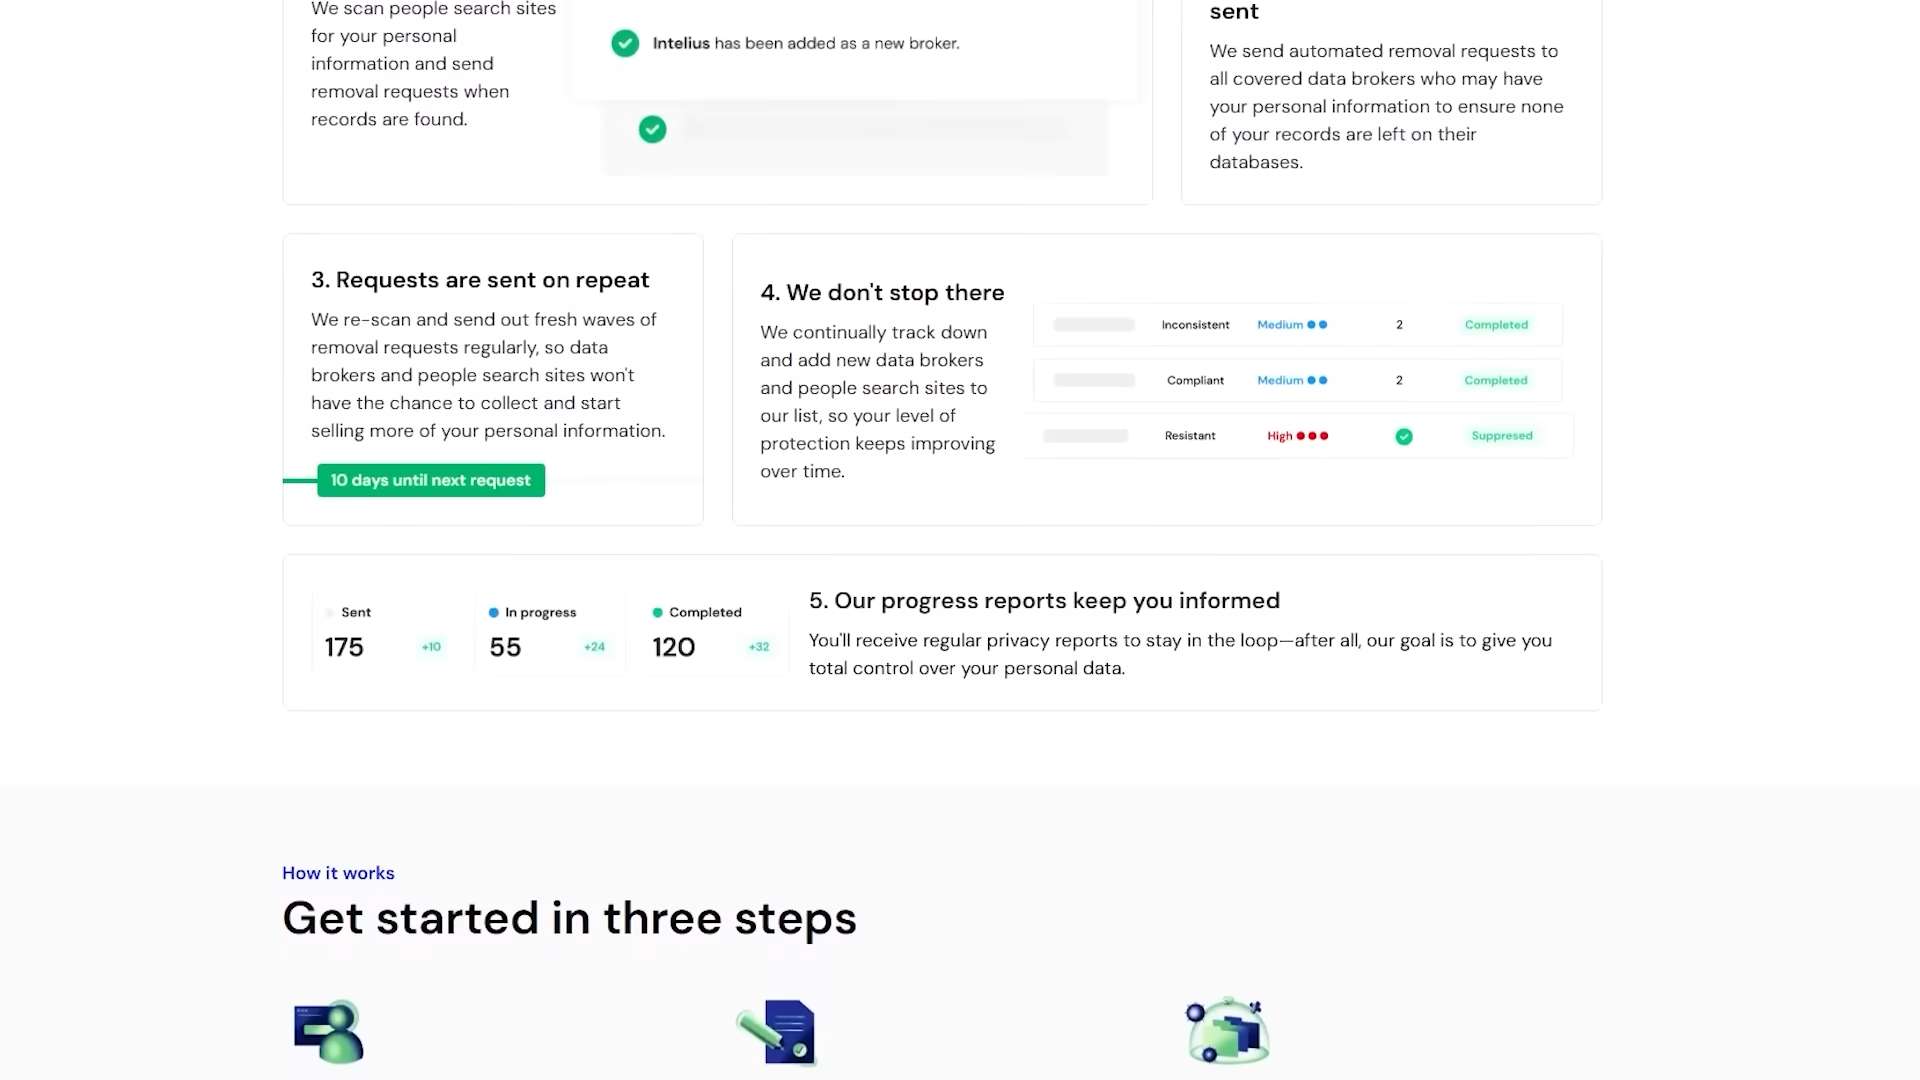 We scan people search sites
for your personal
information and send
removal requests when
records are found.
Intelius has been added as a new broker.
sent
We send automated removal requests to
all covered data brokers who may have
your personal information to ensure none
of your records are left on their
databases.
3. Requests are sent on repeat
We re-scan and send out fresh waves of
removal requests regularly, so data
brokers and people search sites won't
have the chance to collect and start
selling more of your personal information.
10 days until next request
4. We don't stop there
We continually track down
and add new data brokers
and people search sites to
our list, so your level of
protection keeps improving
over time.
Inconsistent Medium 2 Completed
Compliant Medium 2 Completed
Resistant High Suppresed
Sent In progress Completed
175 +10 55 +24 120 +32
5. Our progress reports keep you informed
You'll receive regular privacy reports to stay in the loop—after all, our goal is to give you
total control over your personal data.
How it works
Get started in three steps